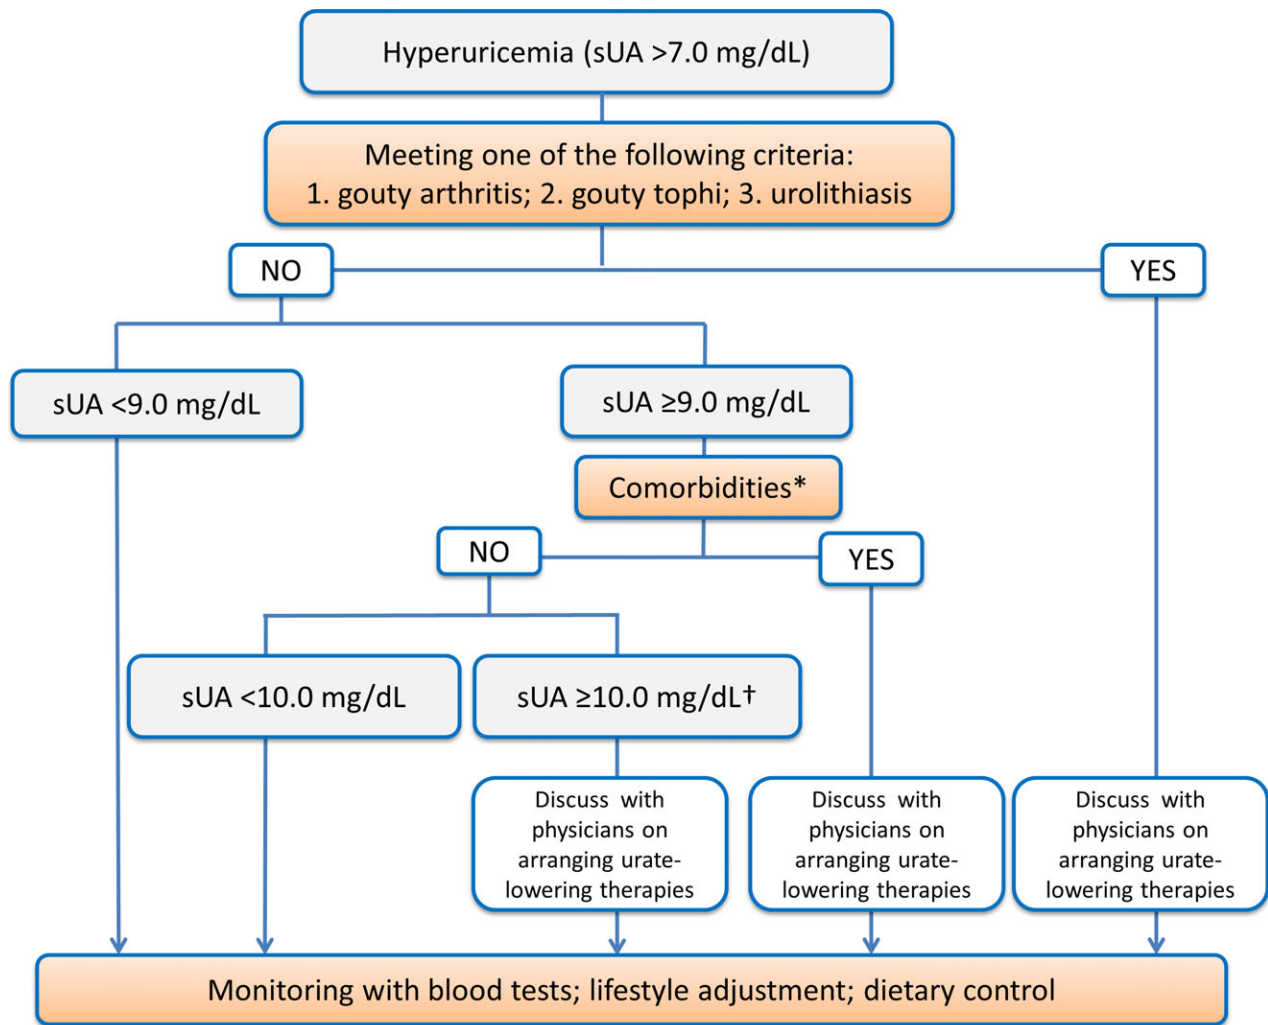 Hyperuricemia (sUA >7.0 mg/dL)
Meeting one of the following criteria:
1. gouty arthritis; 2. gouty tophi; 3. urolithiasis
NO
YES
sUA <9.0 mg/dL
sUA ≥9.0 mg/dL
Comorbidities*
NO
YES
sUA <10.0 mg/dL
sUA ≥10.0 mg/dL†
Discuss with
physicians on
arranging urate-
lowering therapies
Discuss with
physicians on
arranging urate-
lowering therapies
Discuss with
physicians on
arranging urate-
lowering therapies
Monitoring with blood tests; lifestyle adjustment; dietary control